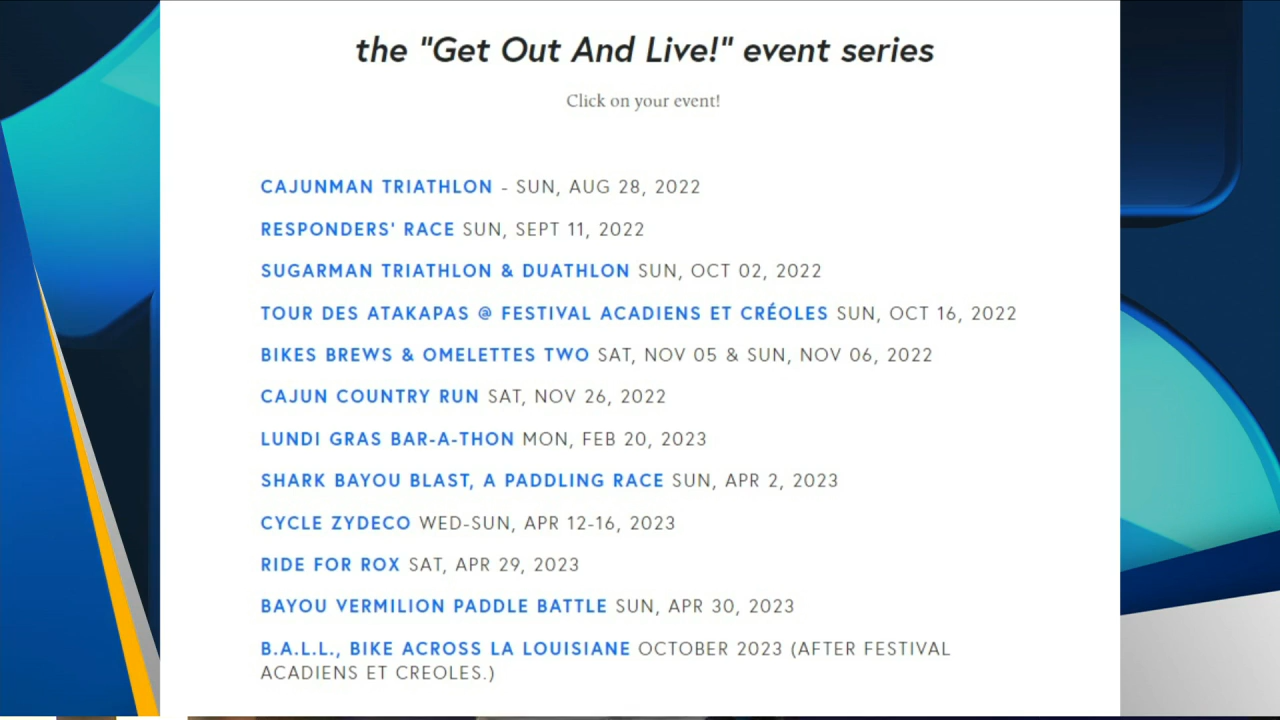 the "Get Out And Live!" event series
Click on your event!
CAJUNMAN TRIATHLON - SUN, AUG 28, 2022
RESPONDERS' RACE SUN, SEPT 11, 2022
SUGARMAN TRIATHLON & DUATHLON SUN, OCT 02, 2022
TOUR DES ATAKAPAS @ FESTIVAL ACADIENS ET CRÉOLES SUN, OCT 16, 2022
BIKES BREWS & OMELETTES TWO SAT, NOV 05 & SUN, NOV 06, 2022
CAJUN COUNTRY RUN SAT, NOV 26, 2022
LUNDI GRAS BAR-A-THON MON, FEB 20, 2023
SHARK BAYOU BLAST, A PADDLING RACE SUN, APR 2, 2023
CYCLE ZYDECO WED-SUN, APR 12-16, 2023
RIDE FOR ROX SAT, APR 29, 2023
BAYOU VERMILION PADDLE BATTLE SUN, APR 30, 2023
B.A.L.L., BIKE ACROSS LA LOUISIANE OCTOBER 2023 (AFTER FESTIVAL
ACADIENS ET CREOLES.)